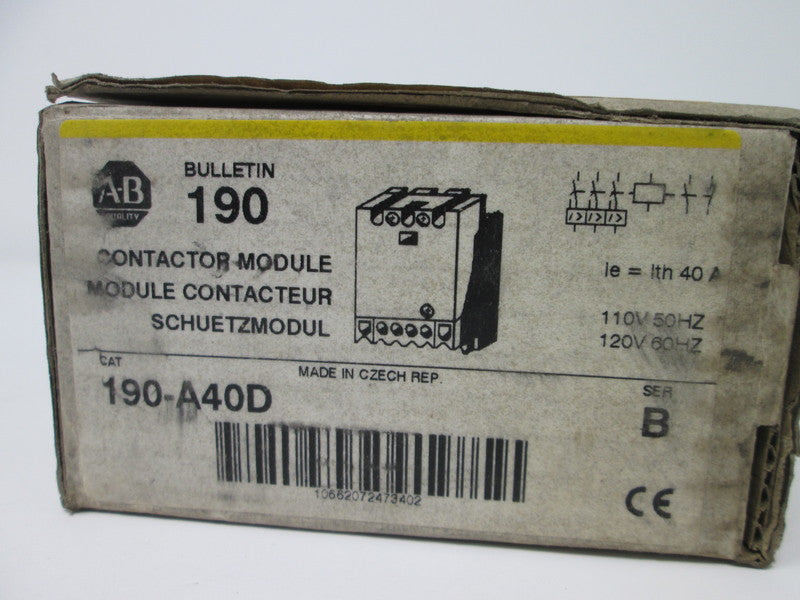 A-B
QUALITY
BULLETIN
190
CONTACTOR MODULE
MODULE CONTACTEUR
SCHUETZMODUL
Ie = Ith 40 A
110V 50HZ
120V 60HZ
MADE IN CZECH REP.
CAT
190-A40D
SER
B
10662072473402
CE